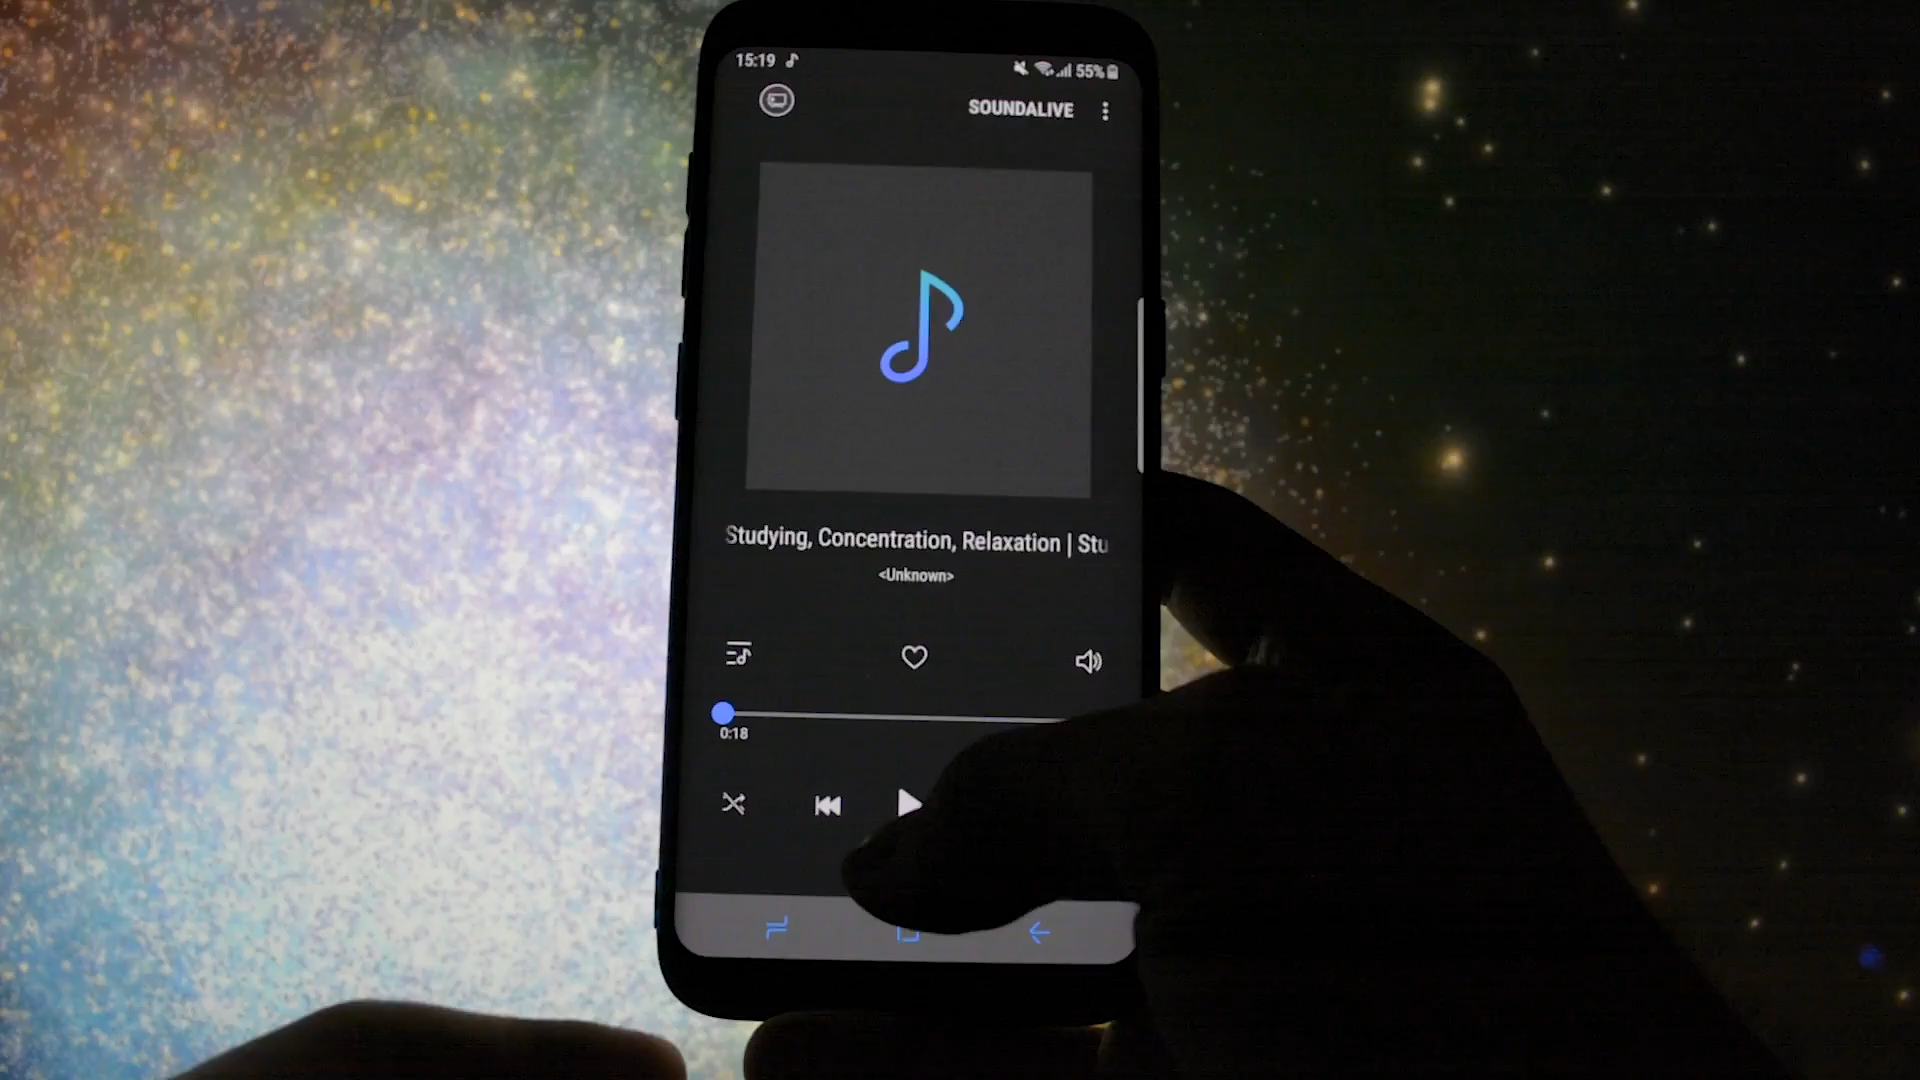 15:19
55%
SOUNDALIVE
Studying, Concentration, Relaxation | Stu
<Unknown>
0:18